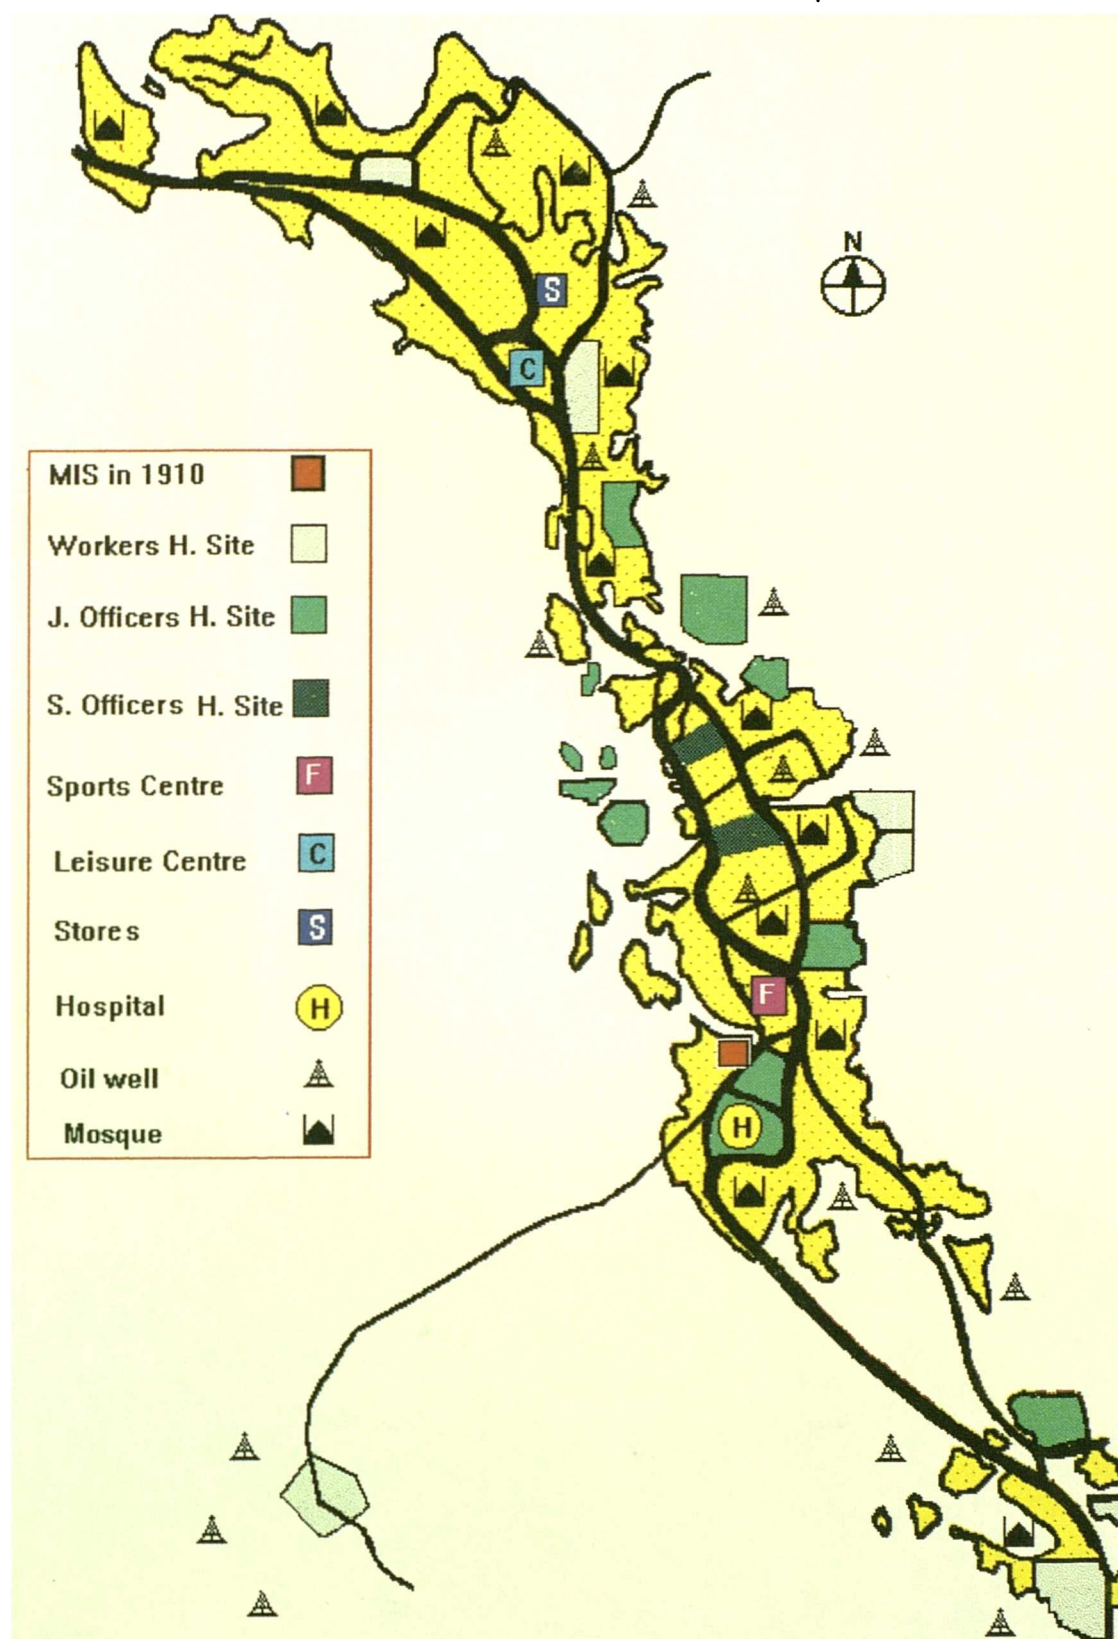 N
S
C
MIS in 1910
Workers H. Site
J. Officers H. Site
S. Officers H. Site
Sports Centre F
Leisure Centre C
Stores S
Hospital H
Oil well
Mosque
F
H